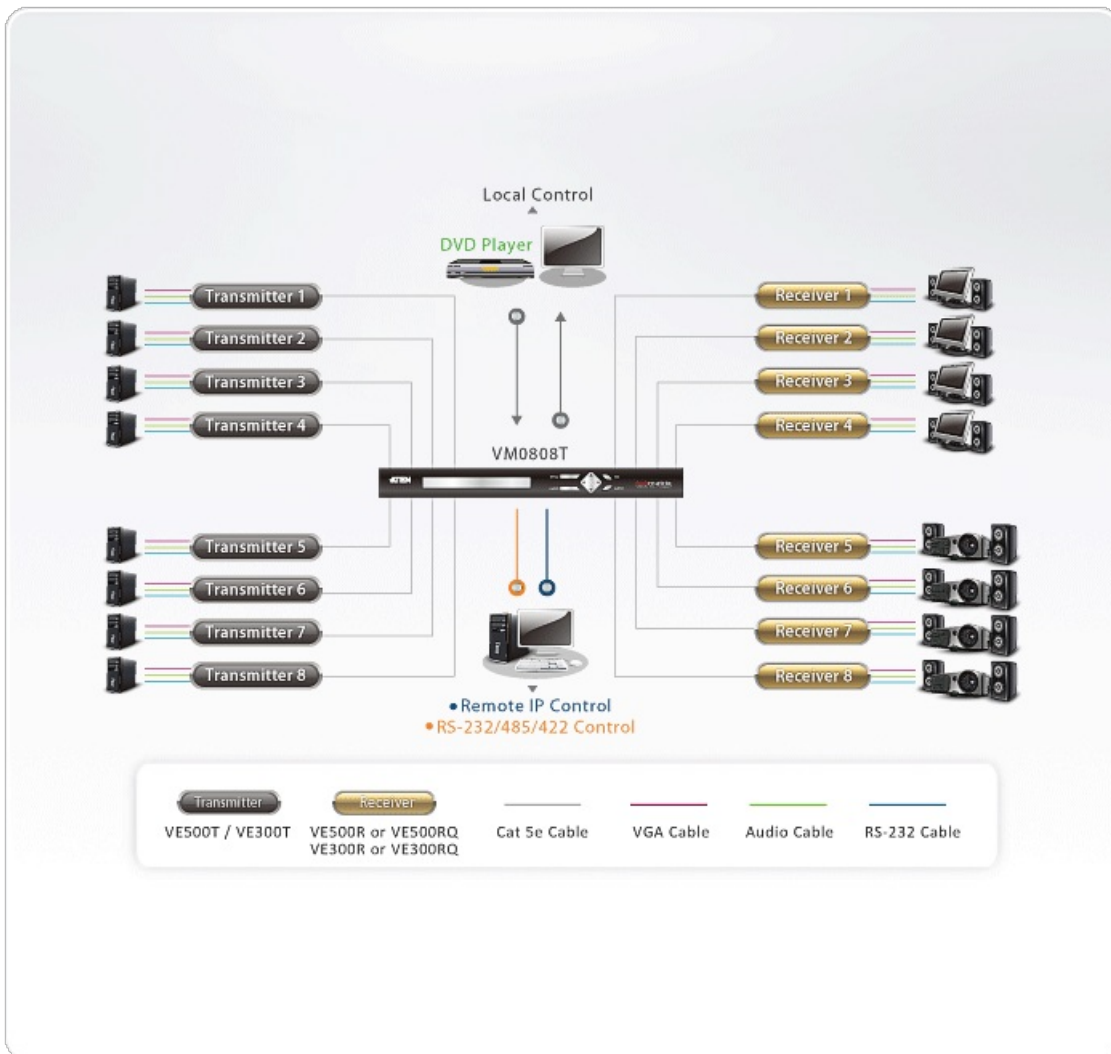 Local Control
DVD Player
Transmitter 1
Transmitter 2
Transmitter 3
Transmitter 4
Receiver 1
Receiver 2
Receiver 3
Receiver 4
VM0808T
ATEN
Transmitter 5
Transmitter 6
Transmitter 7
Transmitter 8
Receiver 5
Receiver 6
Receiver 7
Receiver 8
•Remote IP Control
•RS-232/485/422 Control
Transmitter
VE500T / VE300T
Receiver
VE500R or VE500RQ
VE300R or VE300RQ
Cat 5e Cable
VGA Cable
Audio Cable
RS-232 Cable